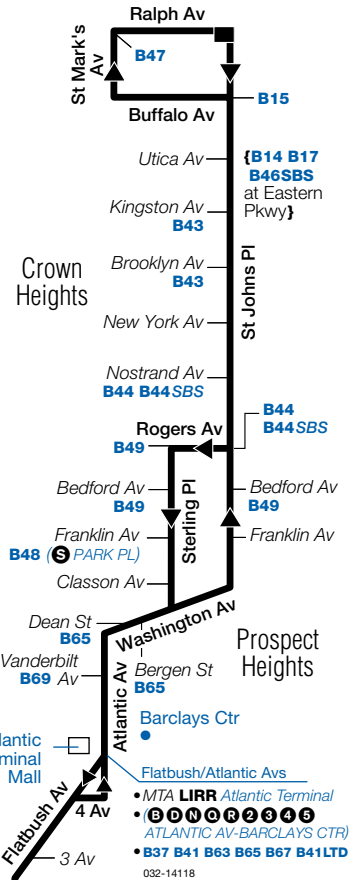 Ralph Av
St Mark's
Av
B47
B15
Buffalo Av
Utica Av
{B14 B17
B46SBS
at Eastern
Pkwy}
Kingston Av
B43
St Johns Pl
Crown
Heights
Brooklyn Av
B43
New York Av
Nostrand Av
B44 B44SBS
B44
B44SBS
Rogers Av
B49
Bedford Av
B49
Sterling Pl
Bedford Av
B49
Franklin Av
B48 (S PARK PL)
Franklin Av
Classon Av
Washington Av
Dean St
B65
Prospect
Heights
Vanderbilt
B69 Av
Bergen St
B65
Atlantic Av
Barclays Ctr
lantic
minal
Mall
Flatbush/Atlantic Avs
Flatbush Av
4 Av
• MTA LIRR Atlantic Terminal
• (B D N Q R 2 3 4 5
ATLANTIC AV-BARCLAYS CTR)
• B37 B41 B63 B65 B67 B41LTD
3 Av
032-14118